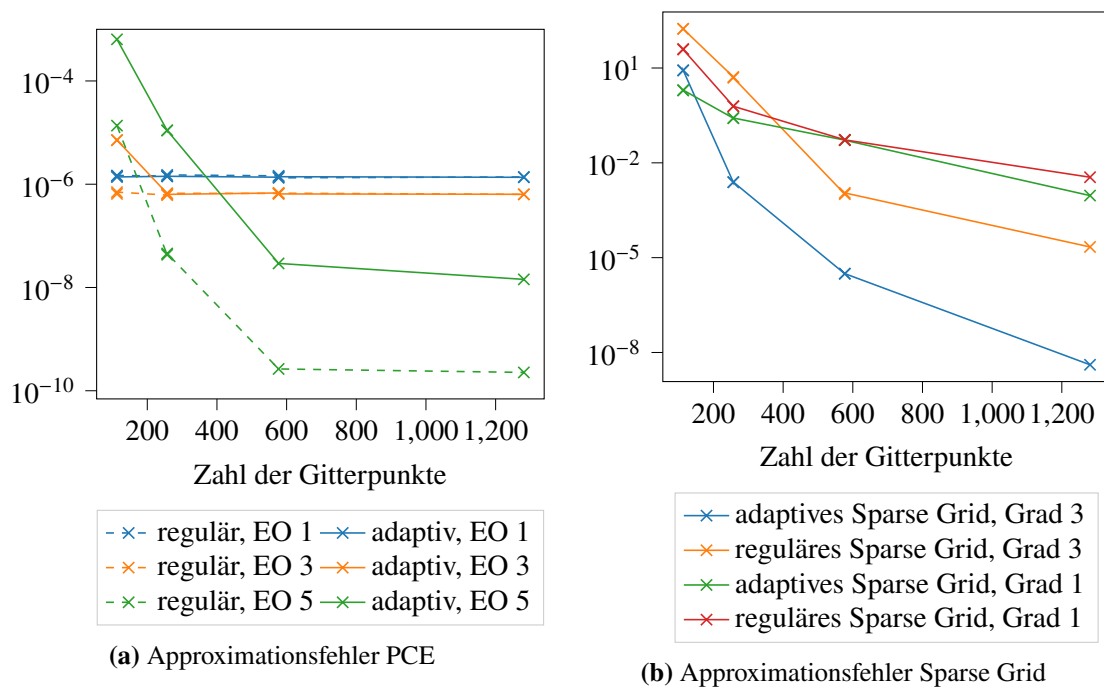 10⁻⁴
10⁻⁶
10⁻⁸
10⁻¹⁰
200 400 600 800 1,000 1,200
Zahl der Gitterpunkte
regulär, EO 1 adaptiv, EO 1
regulär, EO 3 adaptiv, EO 3
regulär, EO 5 adaptiv, EO 5
(a) Approximationsfehler PCE
10¹
10⁻²
10⁻⁵
10⁻⁸
200 400 600 800 1,000 1,200
Zahl der Gitterpunkte
adaptives Sparse Grid, Grad 3
reguläres Sparse Grid, Grad 3
adaptives Sparse Grid, Grad 1
reguläres Sparse Grid, Grad 1
(b) Approximationsfehler Sparse Grid